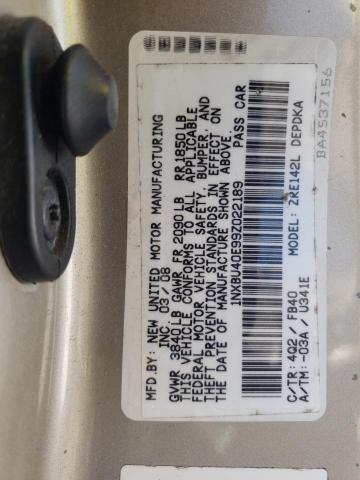 MFD.BY: NEW UNITED MOTOR MANUFACTURING
INC. 03/08
GVWR 3840LB GAWR FR 2090LB RR1850LB
THIS VEHICLE CONFORMS TO ALL APPLICABLE
FEDERAL MOTOR VEHICLE SAFETY, BUMPER, AND
THEFT PREVENTION STANDARDS IN EFFECT ON
THE DATE OF MANUFACTURE SHOWN ABOVE.
1NXBU40E99Z022189 PASS CAR
MODEL: ZRE142L DEPDKA
C/TR: 4Q2 / FB40
A/TM: -03A / U341E
BA4537156